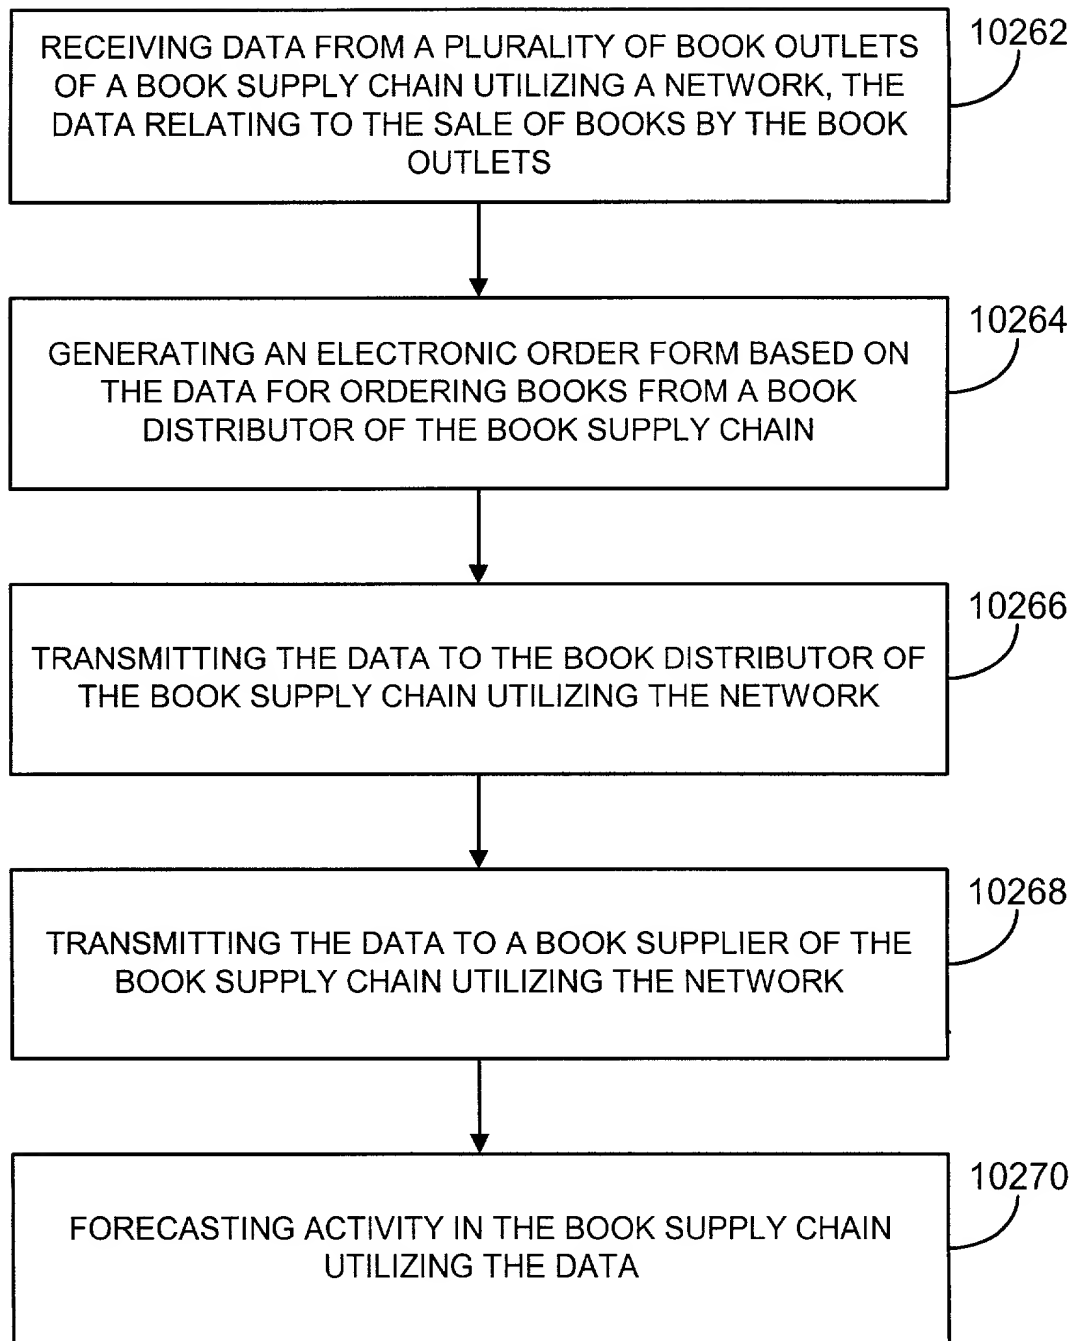 10262
RECEIVING DATA FROM A PLURALITY OF BOOK OUTLETS
OF A BOOK SUPPLY CHAIN UTILIZING A NETWORK, THE
DATA RELATING TO THE SALE OF BOOKS BY THE BOOK
OUTLETS
10264
GENERATING AN ELECTRONIC ORDER FORM BASED ON
THE DATA FOR ORDERING BOOKS FROM A BOOK
DISTRIBUTOR OF THE BOOK SUPPLY CHAIN
10266
TRANSMITTING THE DATA TO THE BOOK DISTRIBUTOR OF
THE BOOK SUPPLY CHAIN UTILIZING THE NETWORK
10268
TRANSMITTING THE DATA TO A BOOK SUPPLIER OF THE
BOOK SUPPLY CHAIN UTILIZING THE NETWORK
10270
FORECASTING ACTIVITY IN THE BOOK SUPPLY CHAIN
UTILIZING THE DATA